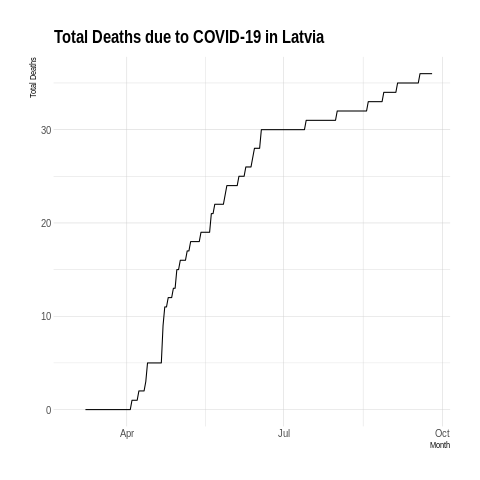 Total Deaths due to COVID-19 in Latvia
Total Deaths
30
20
10
0
Apr
Jul
Oct
Month